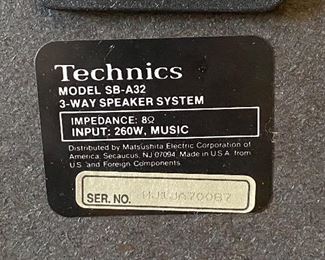 Technics
MODEL SB-A32
3-WAY SPEAKER SYSTEM
IMPEDANCE: 8Ω
INPUT: 260W, MUSIC
Distributed by Matsushita Electric Corporation of
America, Secaucus, NJ 07094. Made in U.S.A. from
U.S. and Foreign Components.
SER. NO.